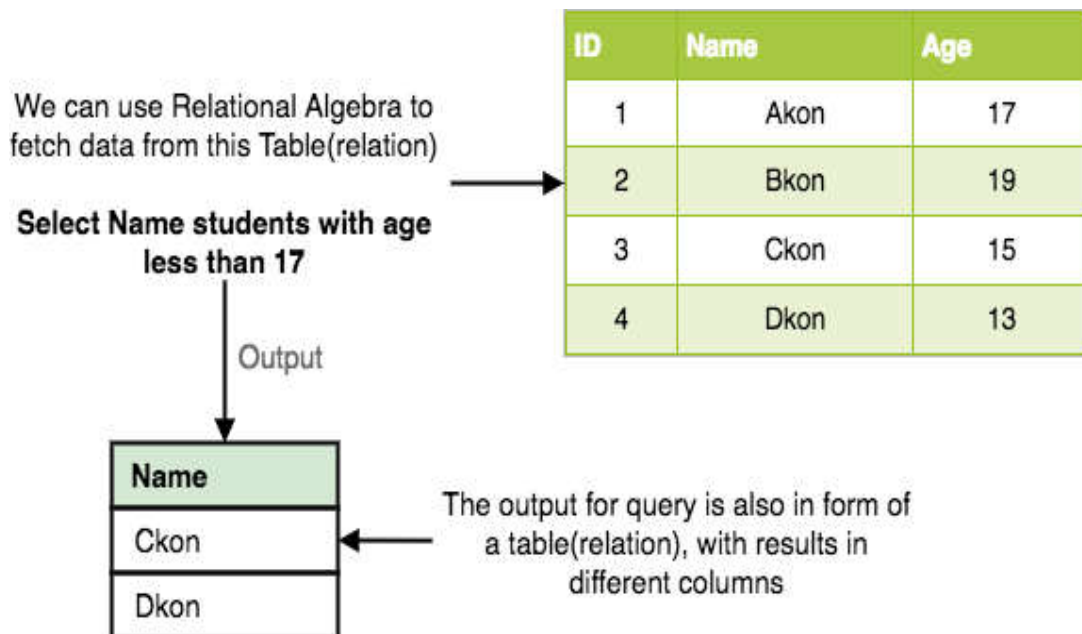 We can use Relational Algebra to
fetch data from this Table(relation)
Select Name students with age
less than 17
ID Name Age
1 Akon 17
2 Bkon 19
3 Ckon 15
4 Dkon 13
Output
Name
Ckon
Dkon
The output for query is also in form of
a table(relation), with results in
different columns